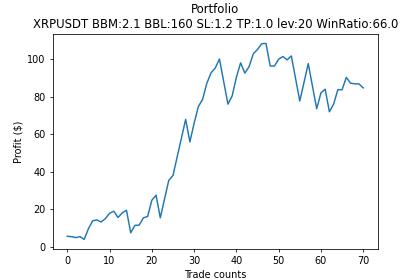 Portfolio
XRPUSDT BBM:2.1 BBL:160 SL:1.2 TP:1.0 lev:20 WinRatio:66.0
100
80
60
40
20
0
Profit ($)
0 10 20 30 40 50 60 70
Trade counts